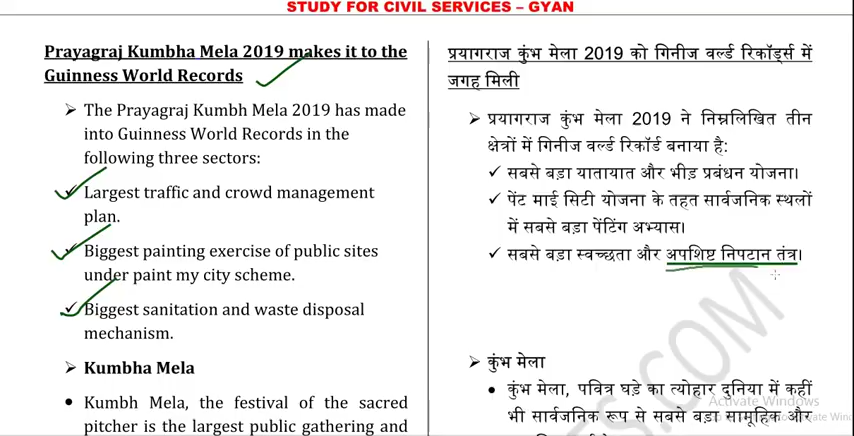 STUDY FOR CIVIL SERVICES – GYAN
Prayagraj Kumbha Mela 2019 makes it to the
Guinness World Records
➢ The Prayagraj Kumbh Mela 2019 has made
into Guinness World Records in the
following three sectors:
✓ Largest traffic and crowd management
plan.
✓ Biggest painting exercise of public sites
under paint my city scheme.
✓ Biggest sanitation and waste disposal
mechanism.
➢ Kumbha Mela
• Kumbh Mela, the festival of the sacred
pitcher is the largest public gathering and
प्रयागराज कुंभ मेला 2019 को गिनीज वर्ल्ड रिकॉर्ड्स में
जगह मिली
➢ प्रयागराज कुंभ मेला 2019 ने निम्नलिखित तीन
क्षेत्रों में गिनीज वर्ल्ड रिकॉर्ड बनाया है:
✓ सबसे बड़ा यातायात और भीड़ प्रबंधन योजना।
✓ पेंट माई सिटी योजना के तहत सार्वजनिक स्थलों
में सबसे बड़ा पेंटिंग अभ्यास।
✓ सबसे बड़ा स्वच्छता और अपशिष्ट निपटान तंत्र।
➢ कुंभ मेला
• कुंभ मेला, पवित्र घड़े का त्योहार दुनिया में कहीं
भी सार्वजनिक रूप से सबसे बड़ा सामूहिक और
Activate Windows